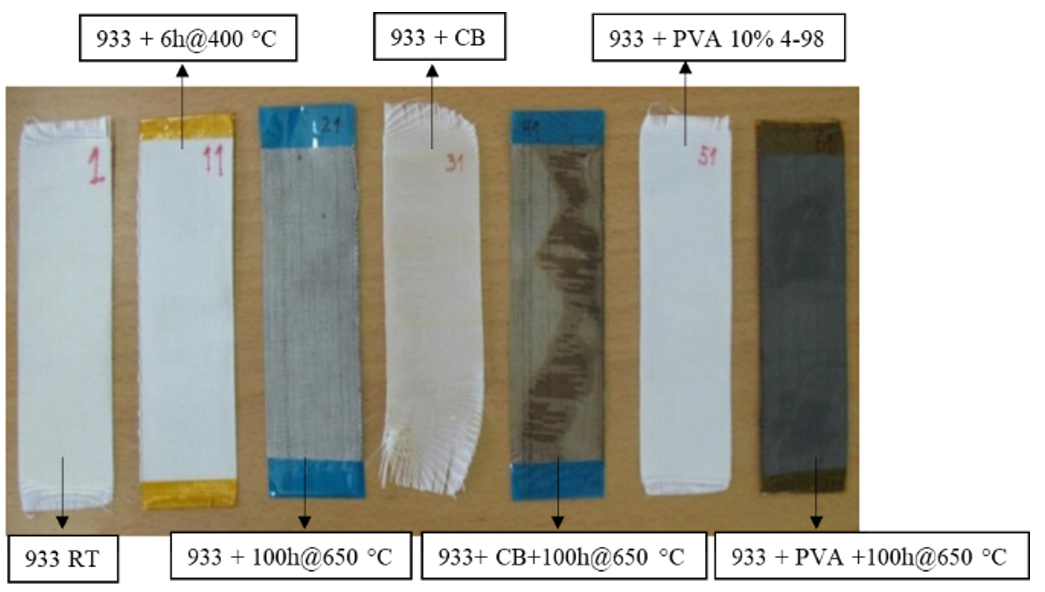 933 + 6h@400 °C
933 + CB
933 + PVA 10% 4-98
1
11
21
31
41
51
61
933 RT
933 + 100h@650 °C
933+ CB+100h@650 °C
933 + PVA +100h@650 °C